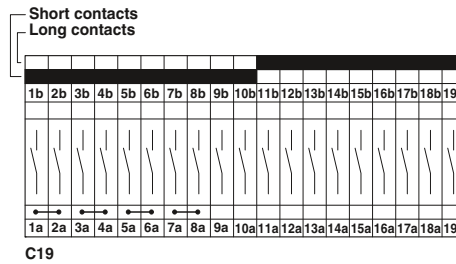 Short contacts
Long contacts
1b 2b 3b 4b 5b 6b 7b 8b 9b 10b 11b 12b 13b 14b 15b 16b 17b 18b 19
1a 2a 3a 4a 5a 6a 7a 8a 9a 10a 11a 12a 13a 14a 15a 16a 17a 18a 19
C19